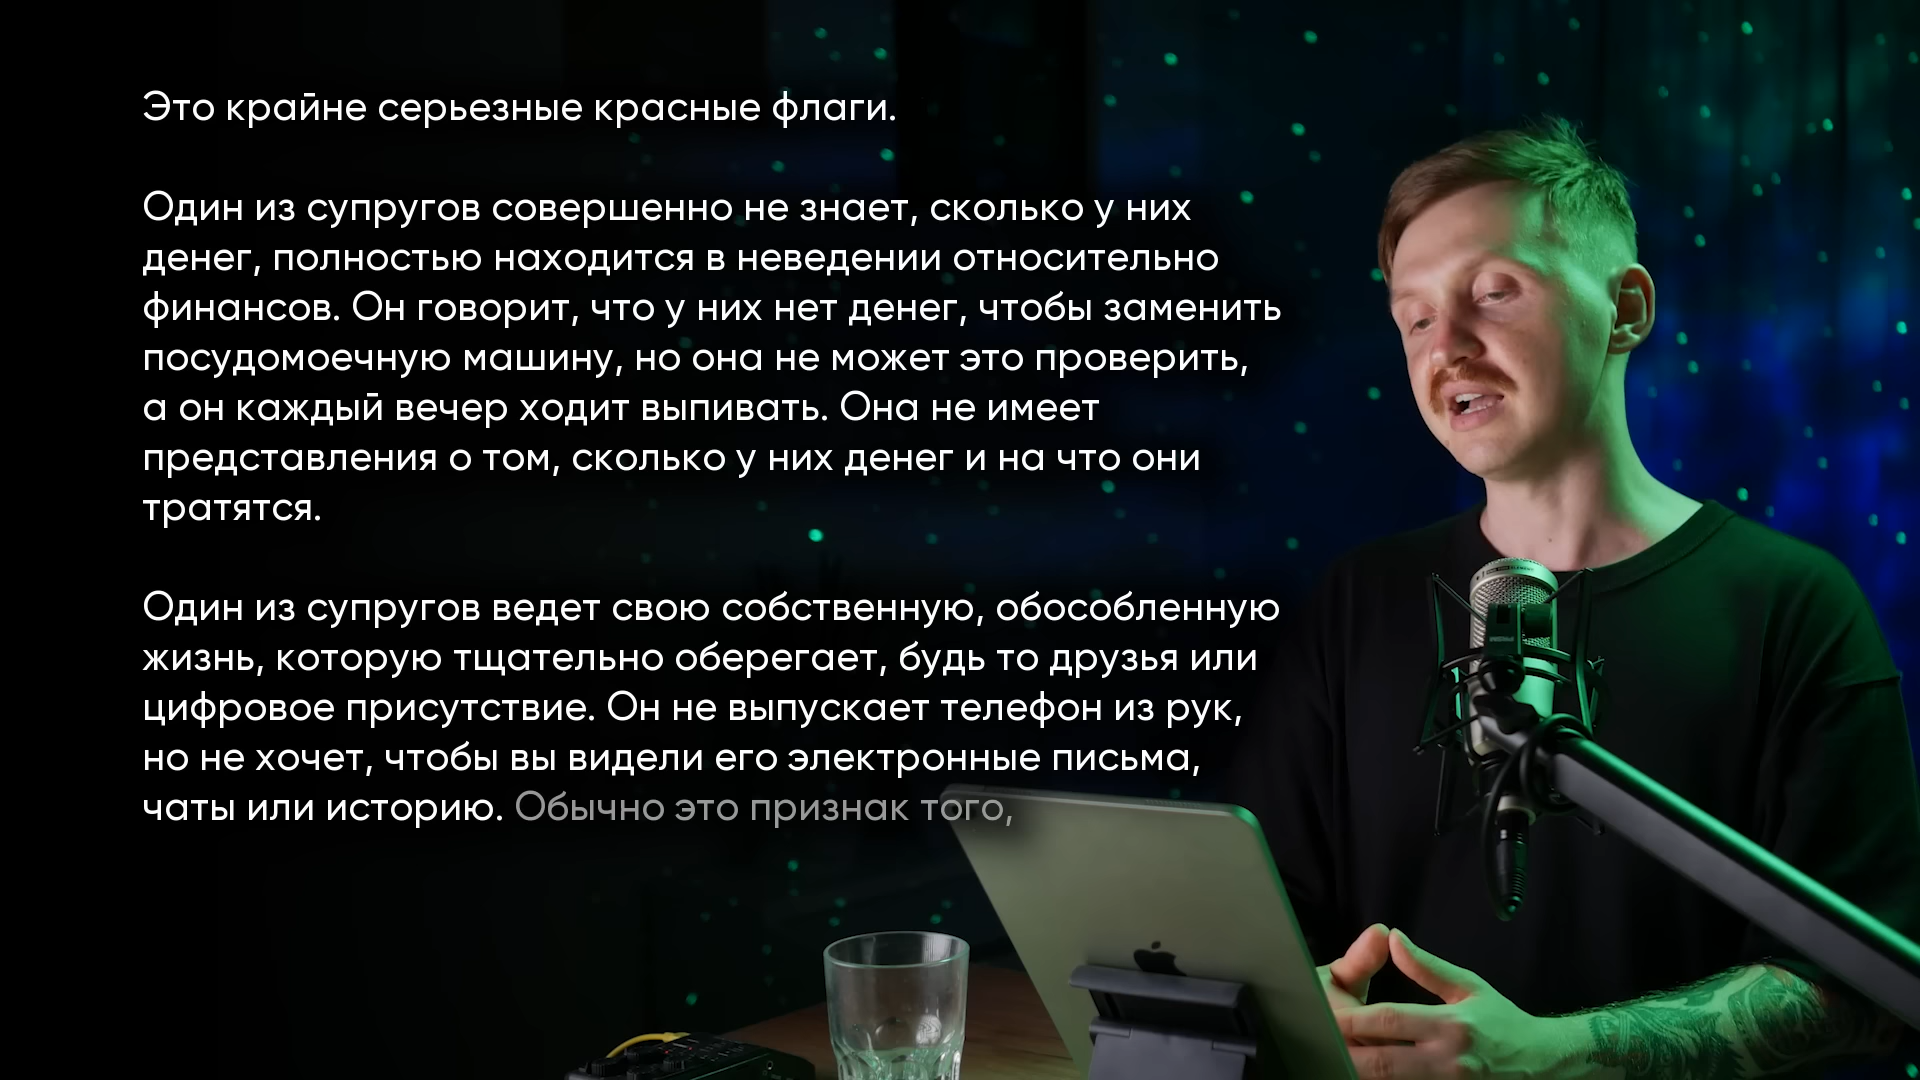 Это крайне серьезные красные флаги.
Один из супругов совершенно не знает, сколько у них
денег, полностью находится в неведении относительно
финансов. Он говорит, что у них нет денег, чтобы заменить
посудомоечную машину, но она не может это проверить,
а он каждый вечер ходит выпивать. Она не имеет
представления о том, сколько у них денег и на что они
тратятся.
Один из супругов ведет свою собственную, обособленную
жизнь, которую тщательно оберегает, будь то друзья или
цифровое присутствие. Он не выпускает телефон из рук,
но не хочет, чтобы вы видели его электронные письма,
чаты или историю. Обычно это признак того,